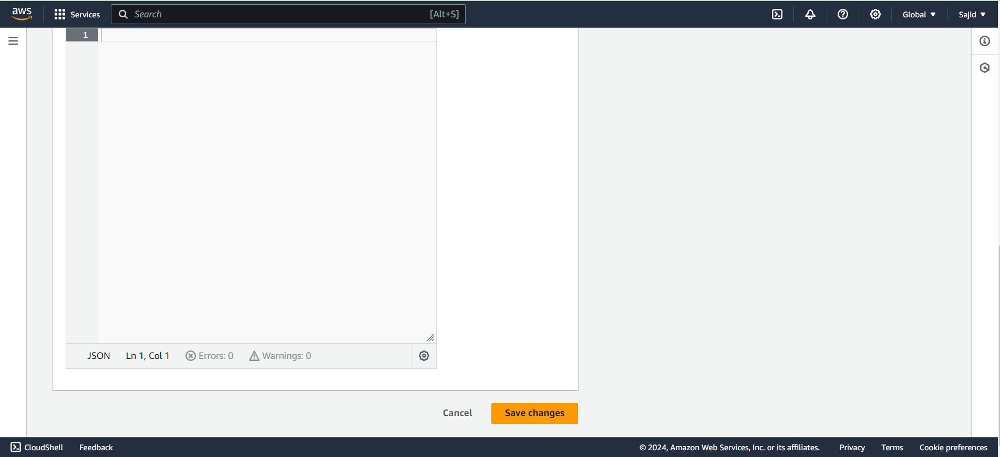 aws Services Search [Alt+S] Global Sajid
1
JSON Ln 1, Col 1 Errors: 0 Warnings: 0
Cancel Save changes
CloudShell Feedback © 2024, Amazon Web Services, Inc. or its affiliates. Privacy Terms Cookie preferences